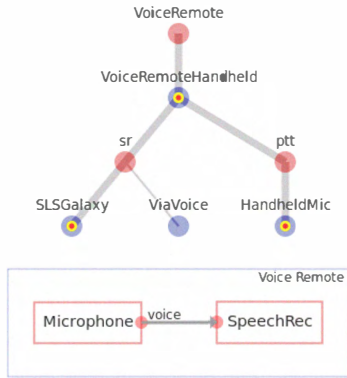 VoiceRemote
VoiceRemoteHandheld
sr
ptt
SLSGalaxy
ViaVoice
HandheldMic
Voice Remote
Microphone
voice
SpeechRec